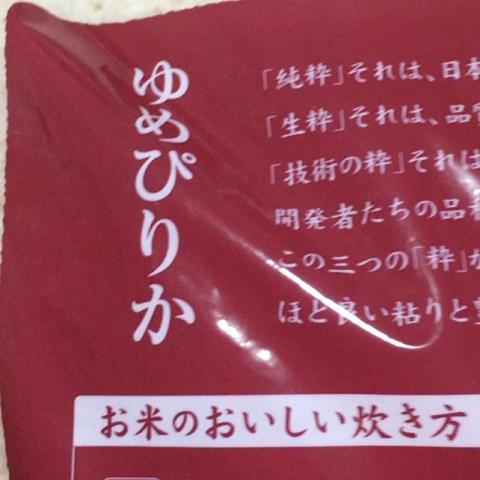 ゆめぴりか
「純粋」それは、日本
「生粋」それは、品質
「技術の粋」それは
開発者たちの品種
この三つの「粋」が
ほど良い粘りと
お米のおいしい炊き方